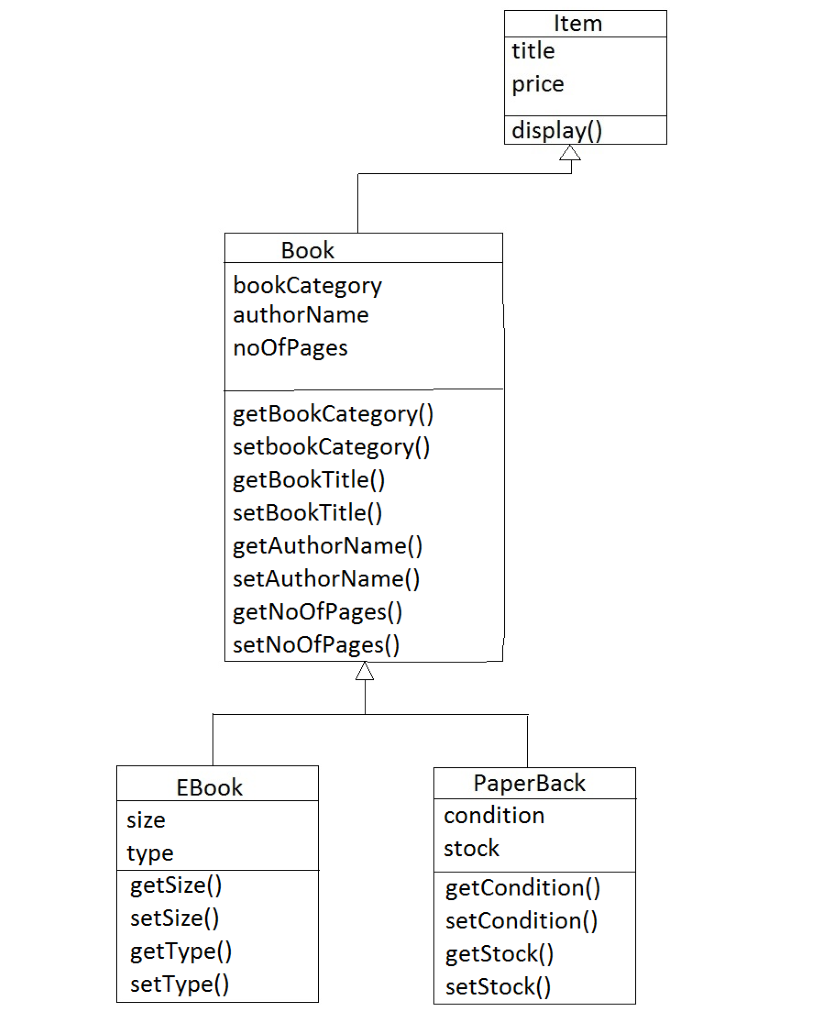 Item
title
price
display()
Book
bookCategory
authorName
noOfPages
getBookCategory()
setbookCategory()
getBookTitle()
setBookTitle()
getAuthorName()
setAuthorName()
getNoOfPages()
setNoOfPages()
EBook
size
type
getSize()
setSize()
getType()
setType()
PaperBack
condition
stock
getCondition()
setCondition()
getStock()
setStock()